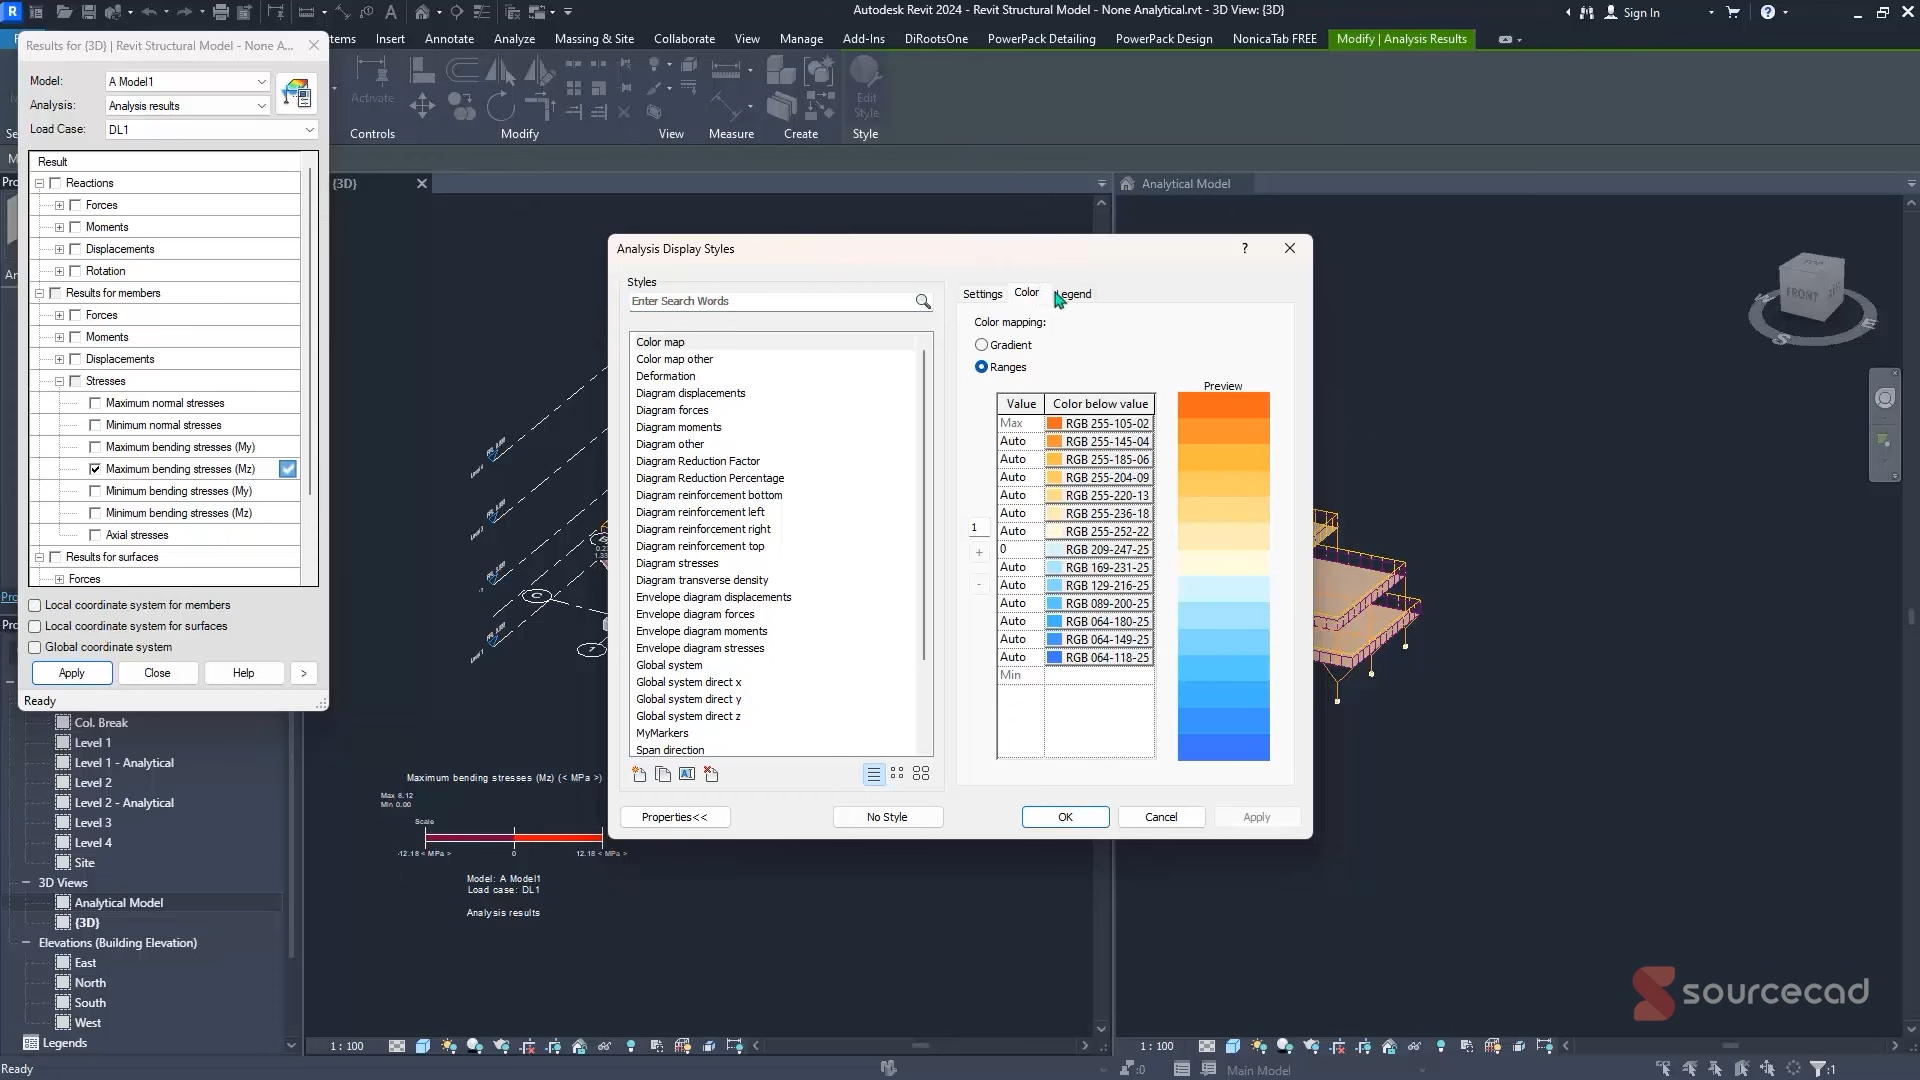 Autodesk Revit 2024 - Revit Structural Model - None Analytical.rvt - 3D View: {3D}
Sign In
Insert
Annotate
Analyze
Massing & Site
Collaborate
View
Manage
Add-Ins
DiRootsOne
PowerPack Detailing
PowerPack Design
NonicaTab FREE
Modify | Analysis Results
Results for {3D} | Revit Structural Model - None A...
Model:
A Model1
Analysis:
Analysis results
Load Case:
DL1
Activate
Edit
Style
Controls
Modify
View
Measure
Create
Style
Result
Reactions
Forces
Moments
Displacements
Rotation
Results for members
Forces
Moments
Displacements
Stresses
Maximum normal stresses
Minimum normal stresses
Maximum bending stresses (My)
Maximum bending stresses (Mz)
Minimum bending stresses (My)
Minimum bending stresses (Mz)
Axial stresses
Results for surfaces
Forces
Local coordinate system for members
Local coordinate system for surfaces
Global coordinate system
Apply
Close
Help
>
Ready
Col. Break
Level 1
Level 1 - Analytical
Level 2
Level 2 - Analytical
Level 3
Level 4
Site
3D Views
Analytical Model
{3D}
Elevations (Building Elevation)
East
North
South
West
Legends
Ready
{3D}
Analytical Model
FRONT
S
E
Maximum bending stresses (Mz) (< MPa >)
Max 8.12
Min 0.00
Scale
-12.18 < MPa >
0
12.18 < MPa >
Model: A Model1
Load case: DL1
Analysis results
Analysis Display Styles
?
Styles
Enter Search Words
Color map
Color map other
Deformation
Diagram displacements
Diagram forces
Diagram moments
Diagram other
Diagram Reduction Factor
Diagram Reduction Percentage
Diagram reinforcement bottom
Diagram reinforcement left
Diagram reinforcement right
Diagram reinforcement top
Diagram stresses
Diagram transverse density
Envelope diagram displacements
Envelope diagram forces
Envelope diagram moments
Envelope diagram stresses
Global system
Global system direct x
Global system direct y
Global system direct z
MyMarkers
Span direction
Properties<<
No Style
Settings
Color
Legend
Color mapping:
Gradient
Ranges
Preview
Value
Color below value
Max
RGB 255-105-02
Auto
RGB 255-145-04
Auto
RGB 255-185-06
Auto
RGB 255-204-09
Auto
RGB 255-220-13
Auto
RGB 255-236-18
Auto
RGB 255-252-22
0
RGB 209-247-25
Auto
RGB 169-231-25
Auto
RGB 129-216-25
Auto
RGB 089-200-25
Auto
RGB 064-180-25
Auto
RGB 064-149-25
Auto
RGB 064-118-25
Min
1
+
-
OK
Cancel
Apply
sourcecad
1 : 100
1 : 100
:0
Main Model
:1